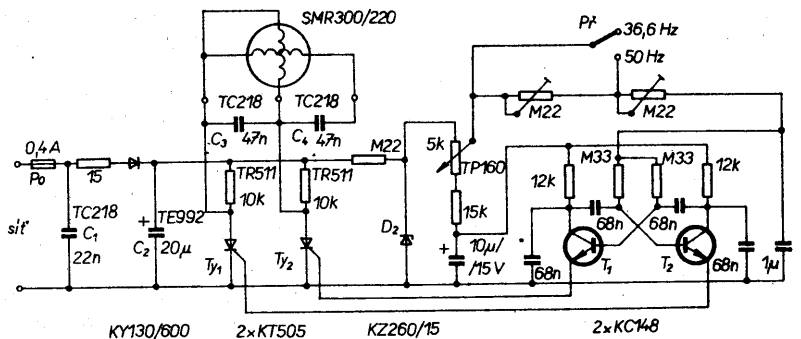 SMR300/220
Př
36,6 Hz
50 Hz
TC218
TC218
M22
M22
C3
47n
C4
47n
0,4 A
Po
15
M22
5k
TP160
TR511
10k
TR511
10k
12k
M33
M33
12k
TC218
C1
22n
síť
TE992
+
C2
20µ
15k
68n
68n
D2
+
10µ/
/15 V
68n
T1
T2
68n
1µ
Ty1
Ty2
KY130/600
2×KT505
KZ260/15
2×KC148